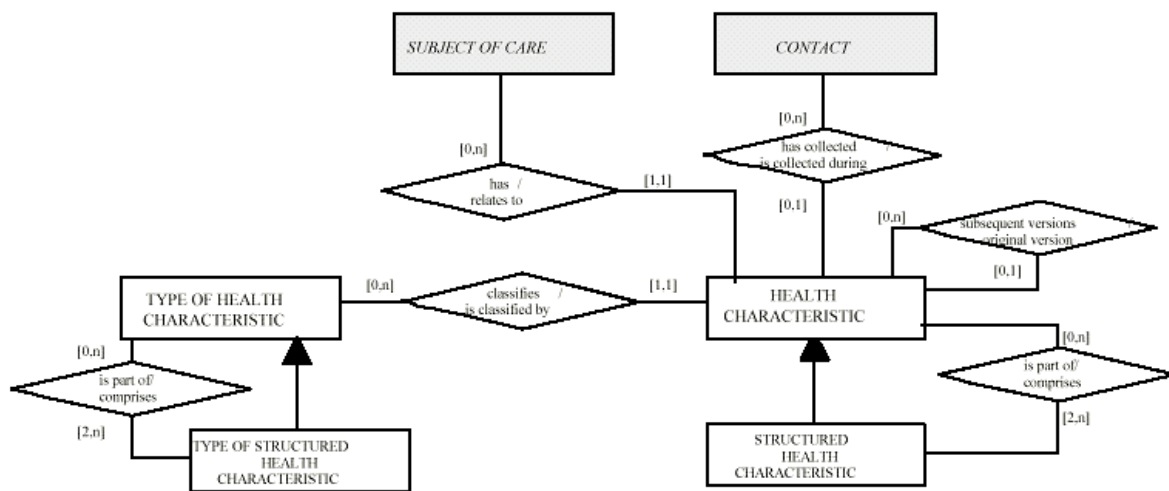 SUBJECT OF CARE
CONTACT
[0,n]
has collected /
is collected during
[0,n]
has /
relates to
[1,1]
[0,1]
[0,n]
subsequent versions /
original version
[0,1]
TYPE OF HEALTH
CHARACTERISTIC
[0,n]
classifies /
is classified by
[1,1]
HEALTH
CHARACTERISTIC
[0,n]
is part of/
comprises
[2,n]
[0,n]
is part of/
comprises
[2,n]
TYPE OF STRUCTURED
HEALTH
CHARACTERISTIC
STRUCTURED
HEALTH
CHARACTERISTIC